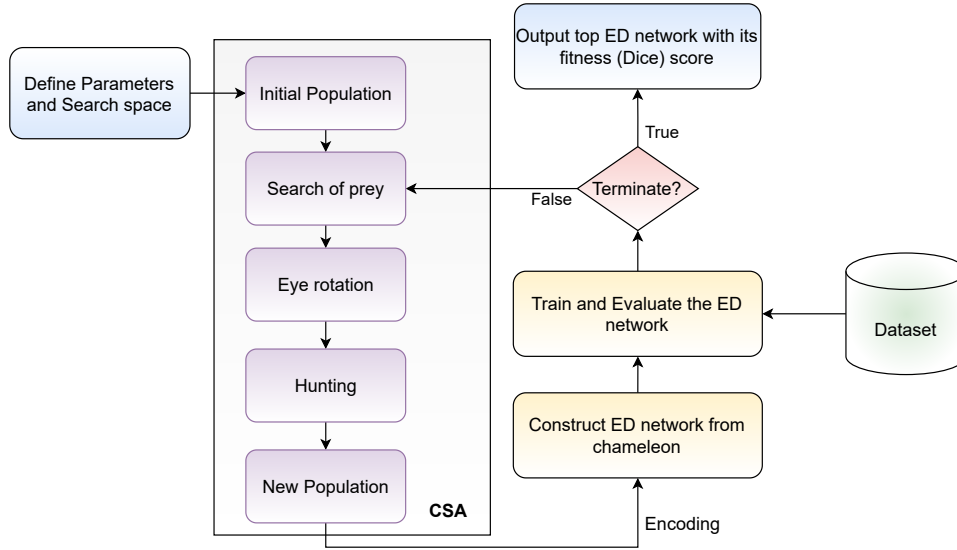 Define Parameters
and Search space
Initial Population
Search of prey
Eye rotation
Hunting
New Population
CSA
Encoding
Construct ED network from
chameleon
Train and Evaluate the ED
network
Dataset
Terminate?
False
True
Output top ED network with its
fitness (Dice) score